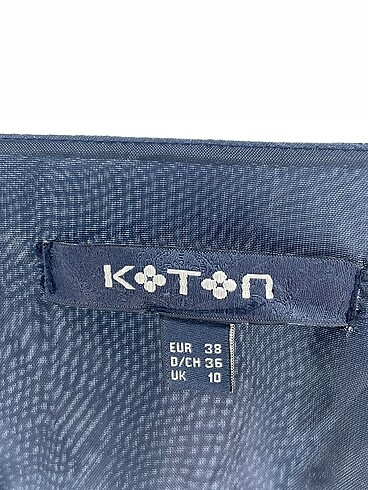 KOTON
EUR 38
D/CH 36
UK 10